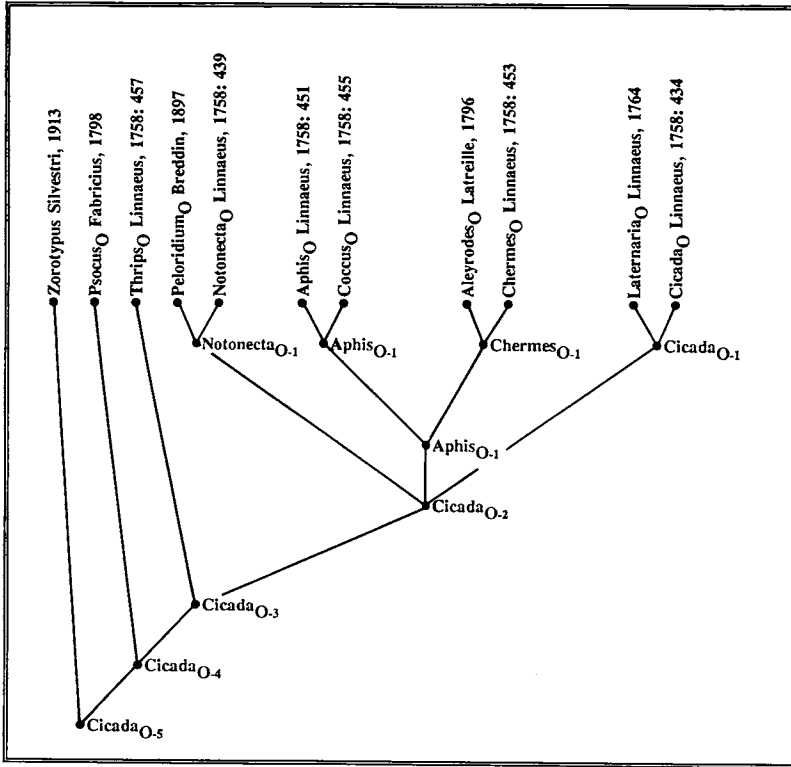 Zorotypus Silvestri, 1913
PsocusO Fabricius, 1798
ThripsO Linnaeus, 1758: 457
PeloridiumO Breddin, 1897
NotonectaO Linnaeus, 1758: 439
AphisO Linnaeus, 1758: 451
CoccusO Linnaeus, 1758: 455
AleyrodesO Latreille, 1796
ChermesO Linnaeus, 1758: 453
LaternariaO Linnaeus, 1764
CicadaO Linnaeus, 1758: 434
NotonectaO-1
AphisO-1
ChermesO-1
CicadaO-1
AphisO-1
CicadaO-2
CicadaO-3
CicadaO-4
CicadaO-5